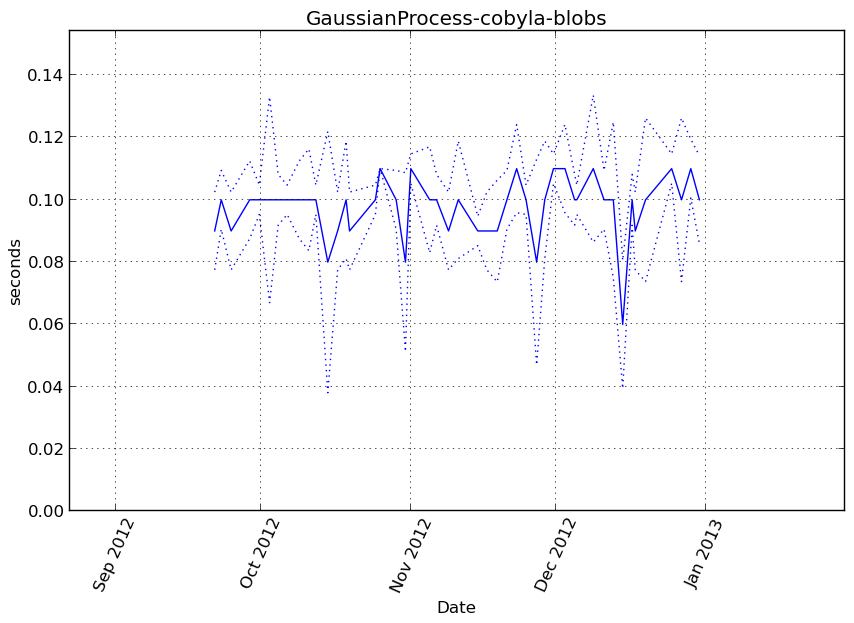 GaussianProcess-cobyla-blobs
0.14
0.12
0.10
0.08
0.06
0.04
0.02
0.00
seconds
Sep 2012
Oct 2012
Nov 2012
Dec 2012
Jan 2013
Date